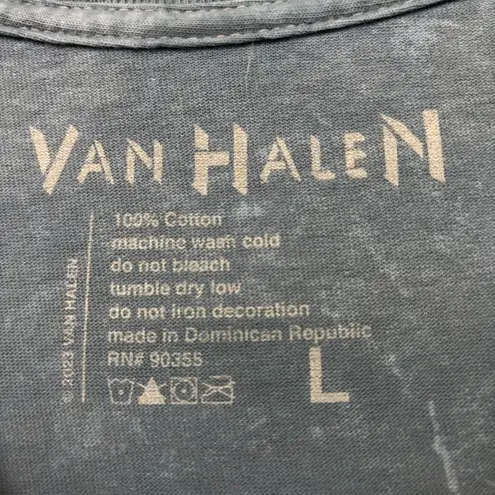 VAN HALEN
© 2023 VAN HALEN
100% Cotton
machine wash cold
do not bleach
tumble dry low
do not iron decoration
made in Dominican Republic
RN# 90355
L